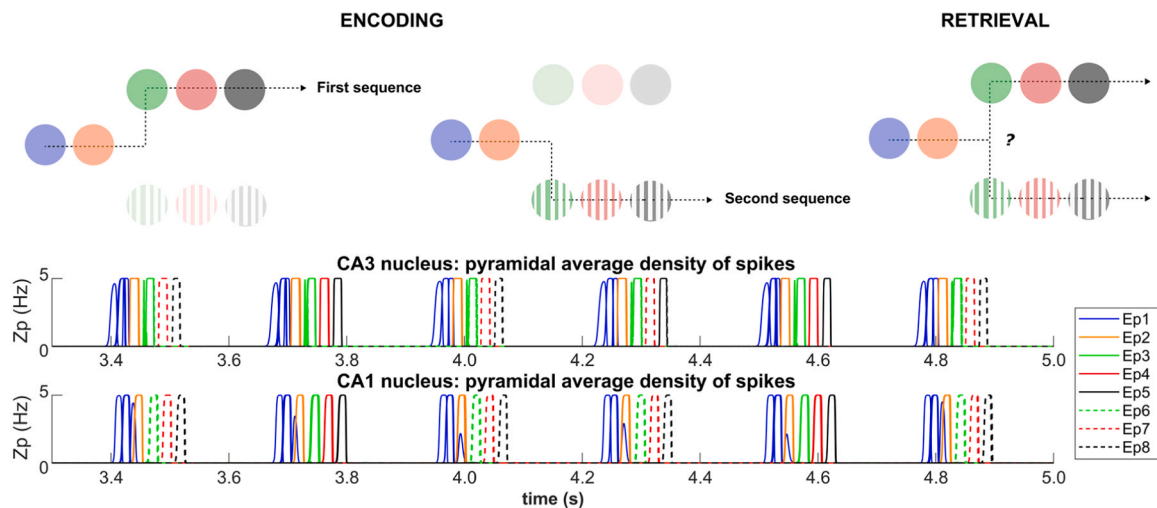 ENCODING
RETRIEVAL
First sequence
?
Second sequence
CA3 nucleus: pyramidal average density of spikes
Zp (Hz)
5
0
3.4 3.6 3.8 4.0 4.2 4.4 4.6 4.8 5.0
CA1 nucleus: pyramidal average density of spikes
Zp (Hz)
5
0
3.4 3.6 3.8 4.0 4.2 4.4 4.6 4.8 5.0
time (s)
Ep1
Ep2
Ep3
Ep4
Ep5
Ep6
Ep7
Ep8